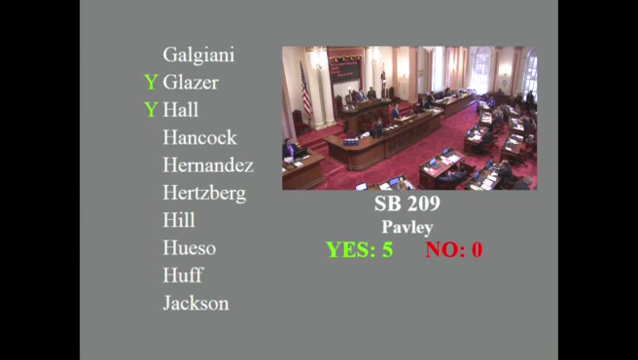 Galgiani
Y Glazer
Y Hall
Hancock
Hernandez
Hertzberg
Hill
Hueso
Huff
Jackson
SB 209
Pavley
YES: 5 NO: 0